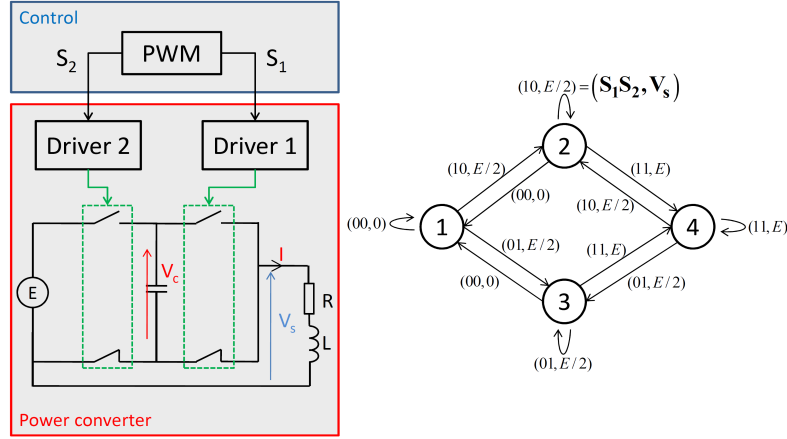 Control
PWM
S2
S1
Driver 2
Driver 1
E
Vc
I
Vs
R
L
Power converter
(10, E/2) = (S1S2, Vs)
2
(10, E/2)
(11, E)
(00, 0)
(10, E/2)
(00, 0)
1
4
(11, E)
(01, E/2)
(11, E)
(00, 0)
(01, E/2)
3
(01, E/2)